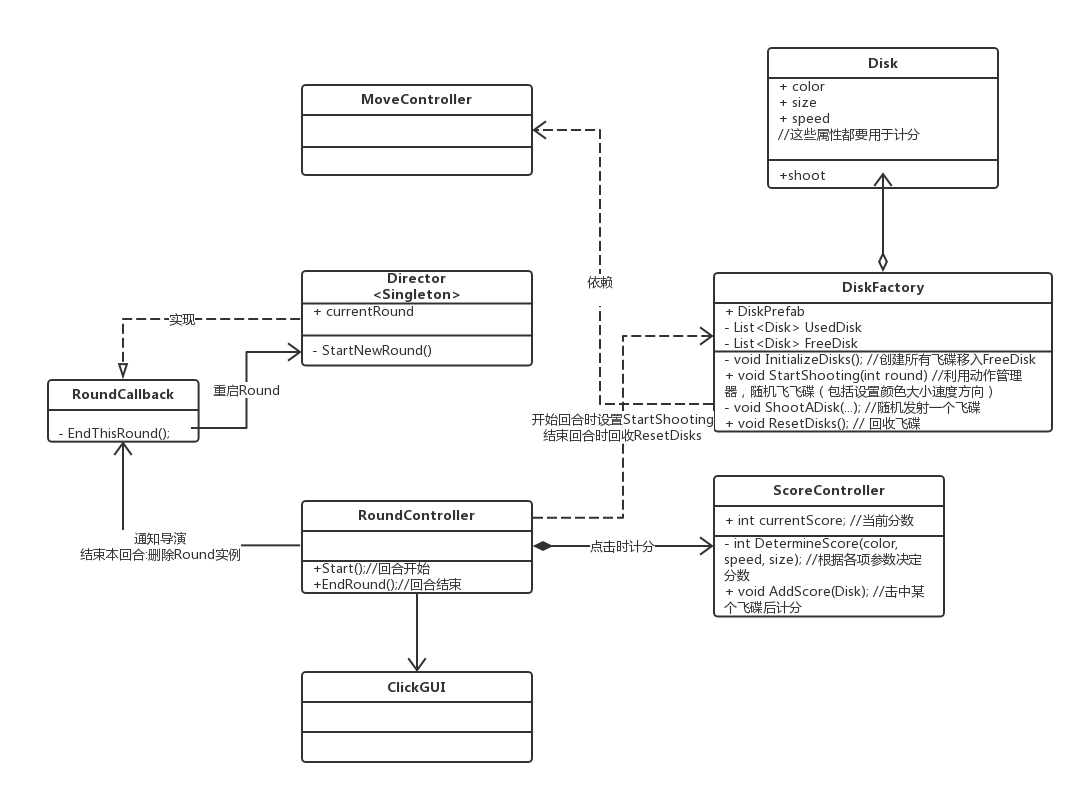 Disk
+ color
+ size
+ speed
//这些属性都要用于计分
+shoot
MoveController
依赖
Director
<Singleton>
+ currentRound
- StartNewRound()
实现
重启Round
RoundCallback
- EndThisRound();
DiskFactory
+ DiskPrefab
- List<Disk> UsedDisk
- List<Disk> FreeDisk
- void InitializeDisks(); //创建所有飞碟移入FreeDisk
+ void StartShooting(int round) //利用动作管理
器，随机飞飞碟（包括设置颜色大小速度方向）
- void ShootADisk(...); //随机发射一个飞碟
+ void ResetDisks(); // 回收飞碟
开始回合时设置StartShooting
结束回合时回收ResetDisks
RoundController
+Start();//回合开始
+EndRound();//回合结束
通知导演
结束本回合:删除Round实例
点击时计分
ScoreController
+ int currentScore; //当前分数
- int DetermineScore(color,
speed, size); //根据各项参数决定
分数
+ void AddScore(Disk); //击中某
个飞碟后计分
ClickGUI